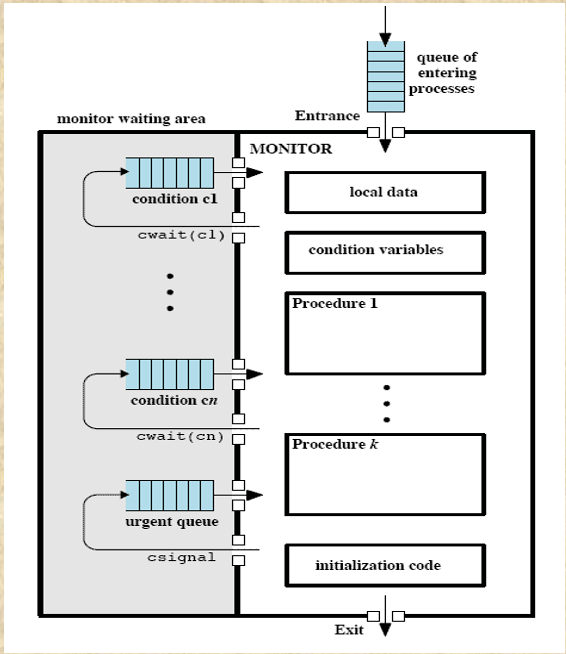 queue of
entering
processes
monitor waiting area
Entrance
MONITOR
condition c1
local data
cwait(c1)
condition variables
Procedure 1
condition cn
cwait(cn)
Procedure k
urgent queue
csignal
initialization code
Exit